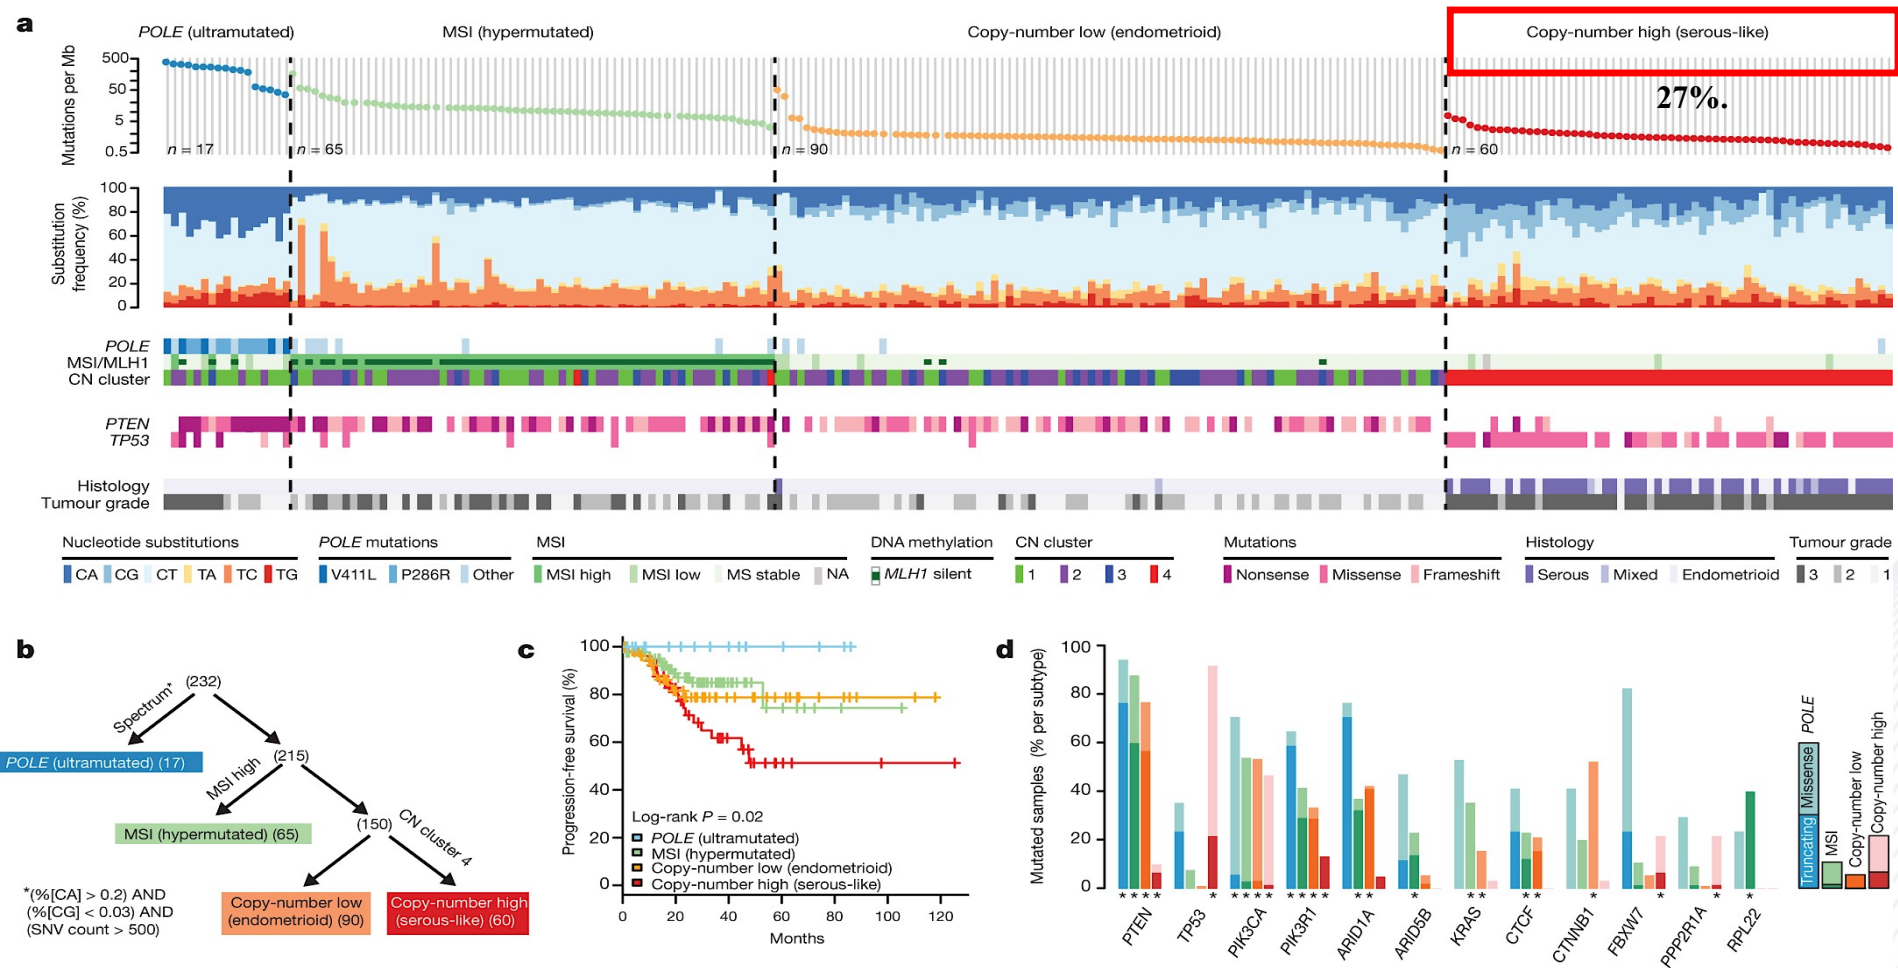 a
POLE (ultramutated)
MSI (hypermutated)
Copy-number low (endometrioid)
Copy-number high (serous-like)
27%.
Mutations per Mb
500
50
5
0.5
n = 17
n = 65
n = 90
n = 60
Substitution
frequency (%)
100
80
60
40
20
0
POLE
MSI/MLH1
CN cluster
PTEN
TP53
Histology
Tumour grade
Nucleotide substitutions
CA CG CT TA TC TG
POLE mutations
V411L P286R Other
MSI
MSI high MSI low MS stable NA
DNA methylation
MLH1 silent
CN cluster
1 2 3 4
Mutations
Nonsense Missense Frameshift
Histology
Serous Mixed Endometrioid
Tumour grade
3 2 1
b
(232)
Spectrum*
POLE (ultramutated) (17)
(215)
MSI high
MSI (hypermutated) (65)
(150)
CN cluster 4
Copy-number low
(endometrioid) (90)
Copy-number high
(serous-like) (60)
*(%[CA] > 0.2) AND
(%[CG] < 0.03) AND
(SNV count > 500)
c
Progression-free survival (%)
100
80
60
40
20
0
Log-rank P = 0.02
POLE (ultramutated)
MSI (hypermutated)
Copy-number low (endometrioid)
Copy-number high (serous-like)
0 20 40 60 80 100 120
Months
d
Mutated samples (% per subtype)
100
80
60
40
20
0
* * * * * * * * * * * * * * * * * * * * * * * *
PTEN
TP53
PIK3CA
PIK3R1
ARID1A
ARID5B
KRAS
CTCF
CTNNB1
FBXW7
PPP2R1A
RPL22
Truncating Missense
POLE
MSI
Copy-number low
Copy-number high